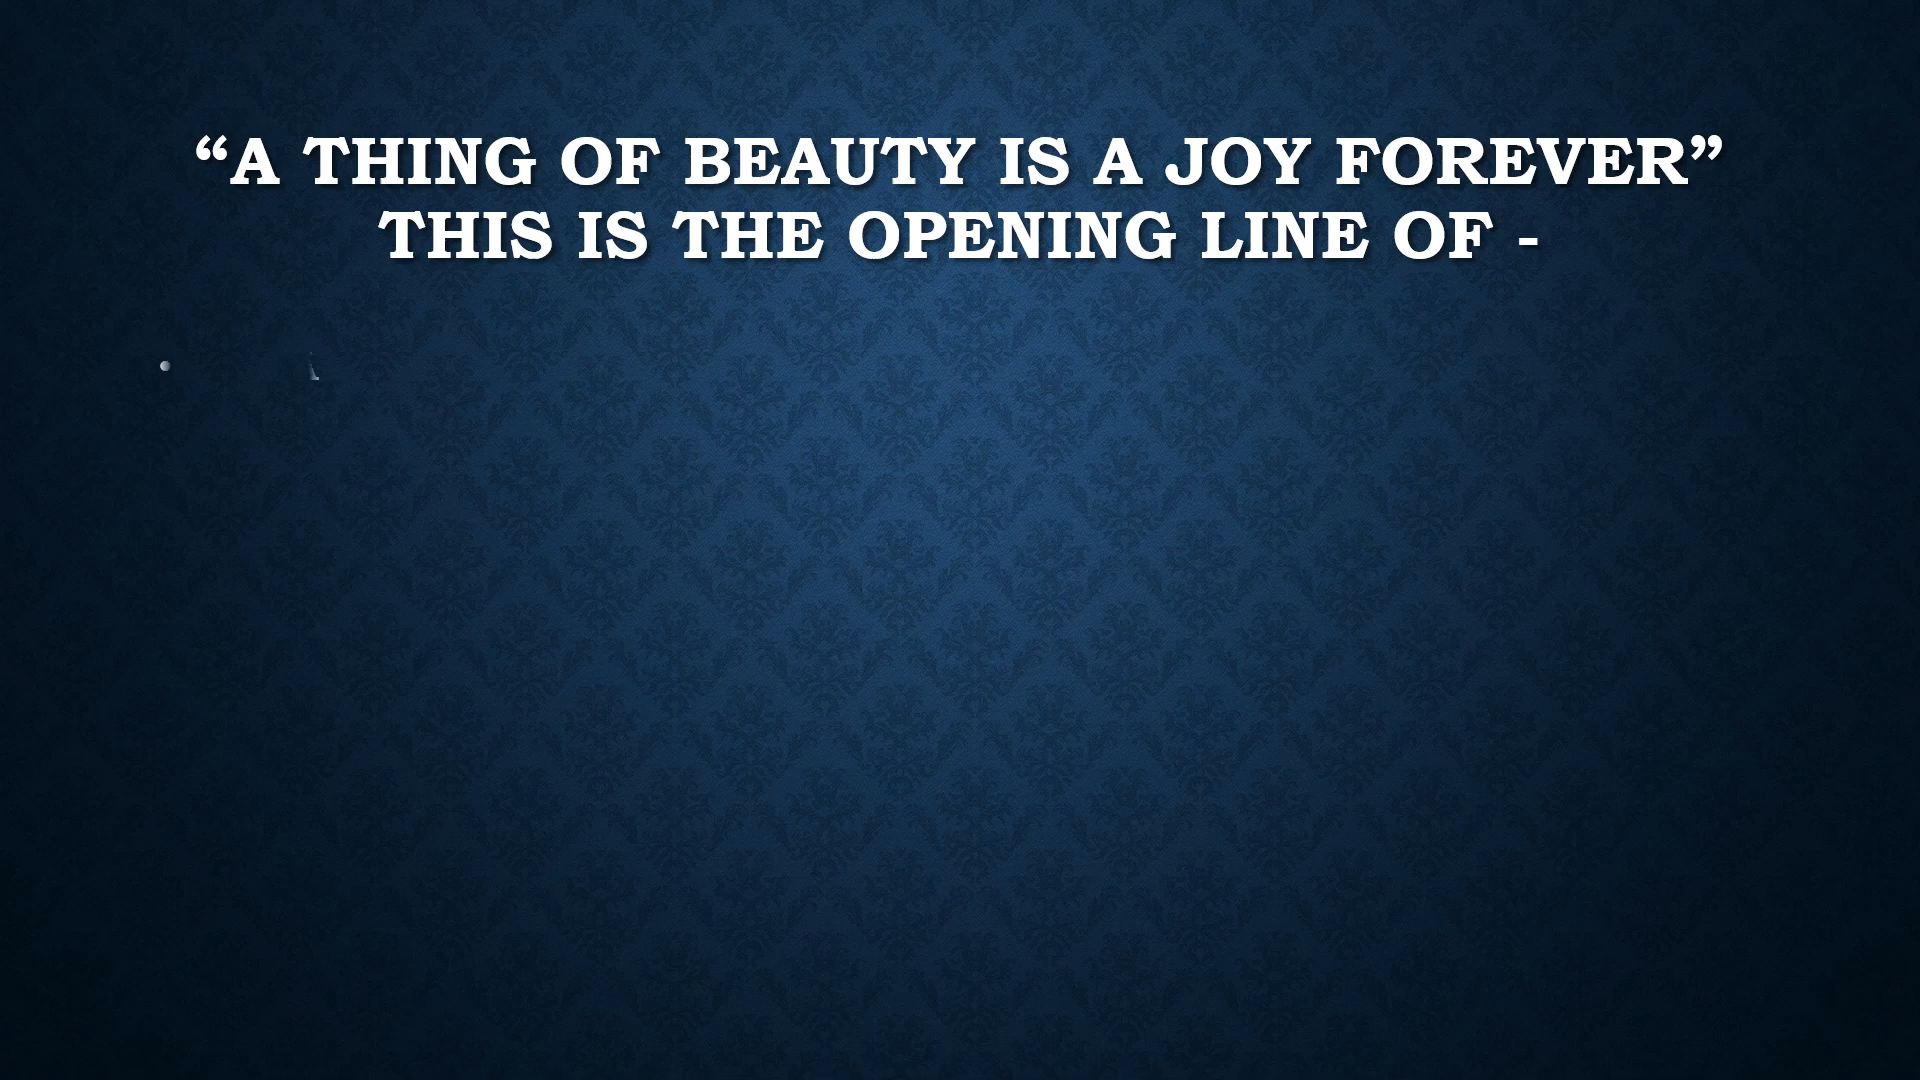 “A THING OF BEAUTY IS A JOY FOREVER”
THIS IS THE OPENING LINE OF -